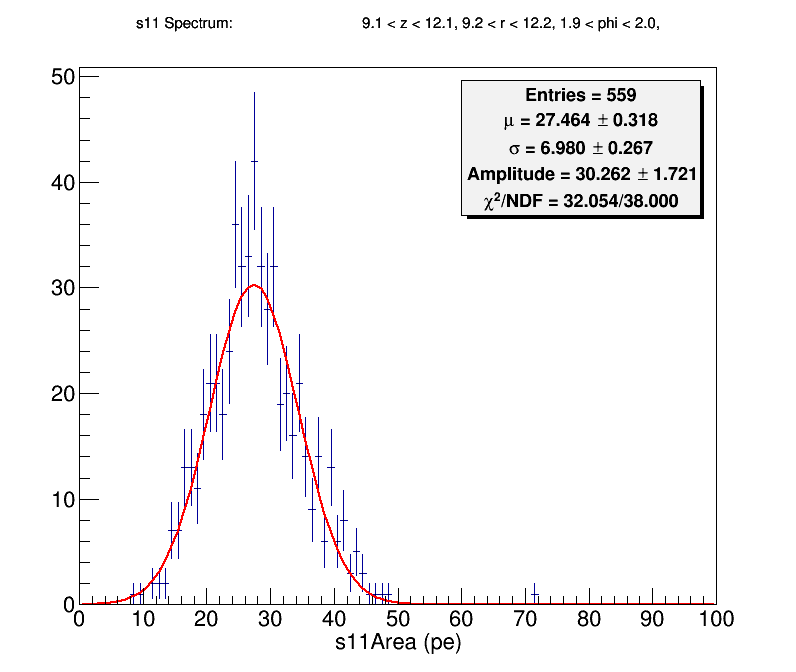 s11 Spectrum: 9.1 < z < 12.1, 9.2 < r < 12.2, 1.9 < phi < 2.0,
Entries = 559
μ = 27.464 ± 0.318
σ = 6.980 ± 0.267
Amplitude = 30.262 ± 1.721
χ²/NDF = 32.054/38.000
50
40
30
20
10
0
0 10 20 30 40 50 60 70 80 90 100
s11Area (pe)